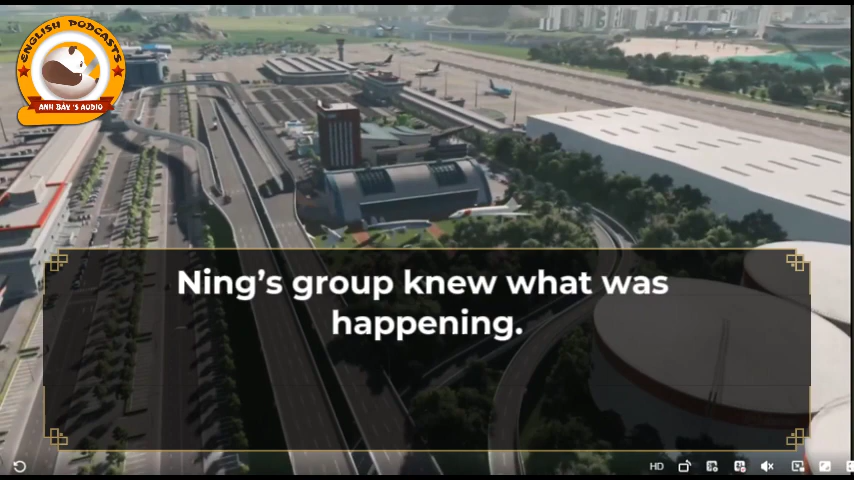 ENGLISH PODCASTS
ANH BẢY 'S AUDIO
Ning's group knew what was
happening.
HD